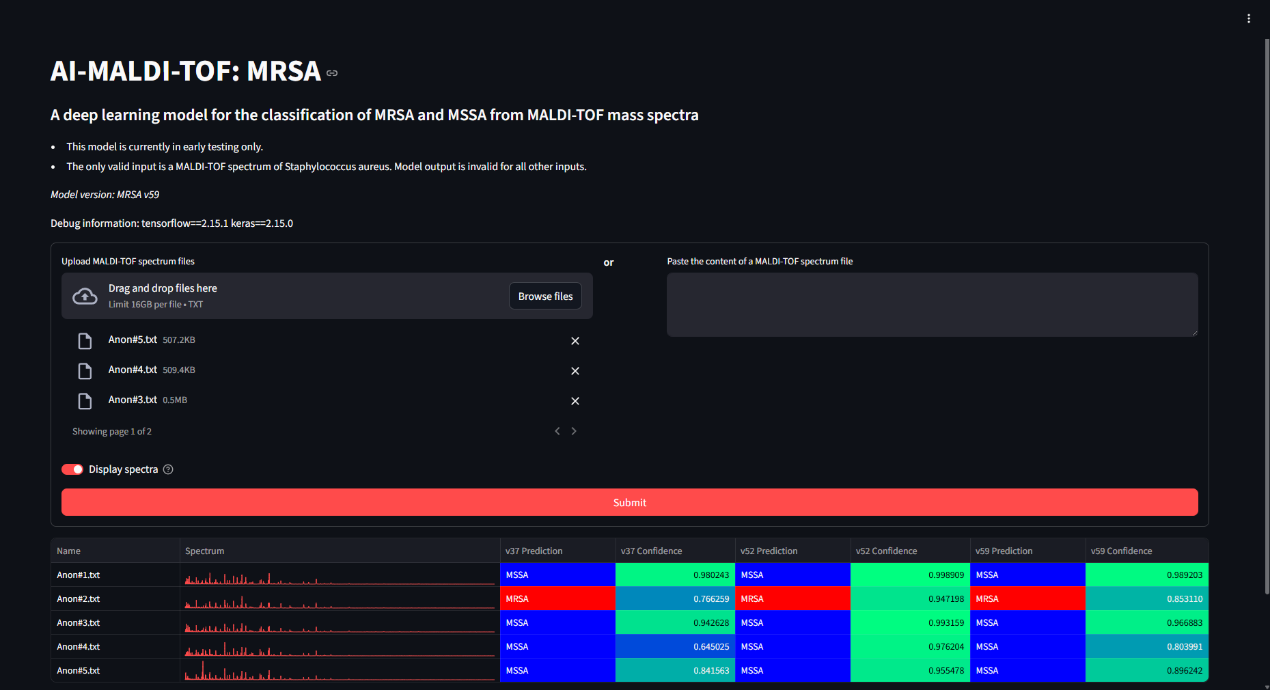 AI-MALDI-TOF: MRSA
A deep learning model for the classification of MRSA and MSSA from MALDI-TOF mass spectra
• This model is currently in early testing only.
• The only valid input is a MALDI-TOF spectrum of Staphylococcus aureus. Model output is invalid for all other inputs.
Model version: MRSA v59
Debug information: tensorflow==2.15.1 keras==2.15.0
Upload MALDI-TOF spectrum files
or
Paste the content of a MALDI-TOF spectrum file
Drag and drop files here
Limit 16GB per file • TXT
Browse files
Anon#5.txt 507.2KB
Anon#4.txt 509.4KB
Anon#3.txt 0.5MB
Showing page 1 of 2
Display spectra
Submit
Name Spectrum v37 Prediction v37 Confidence v52 Prediction v52 Confidence v59 Prediction v59 Confidence
Anon#1.txt MSSA 0.980243 MSSA 0.998909 MSSA 0.989203
Anon#2.txt MRSA 0.766259 MRSA 0.947198 MRSA 0.853110
Anon#3.txt MSSA 0.942628 MSSA 0.993159 MSSA 0.966883
Anon#4.txt MSSA 0.645025 MSSA 0.976204 MSSA 0.803991
Anon#5.txt MSSA 0.841563 MSSA 0.955478 MSSA 0.896242